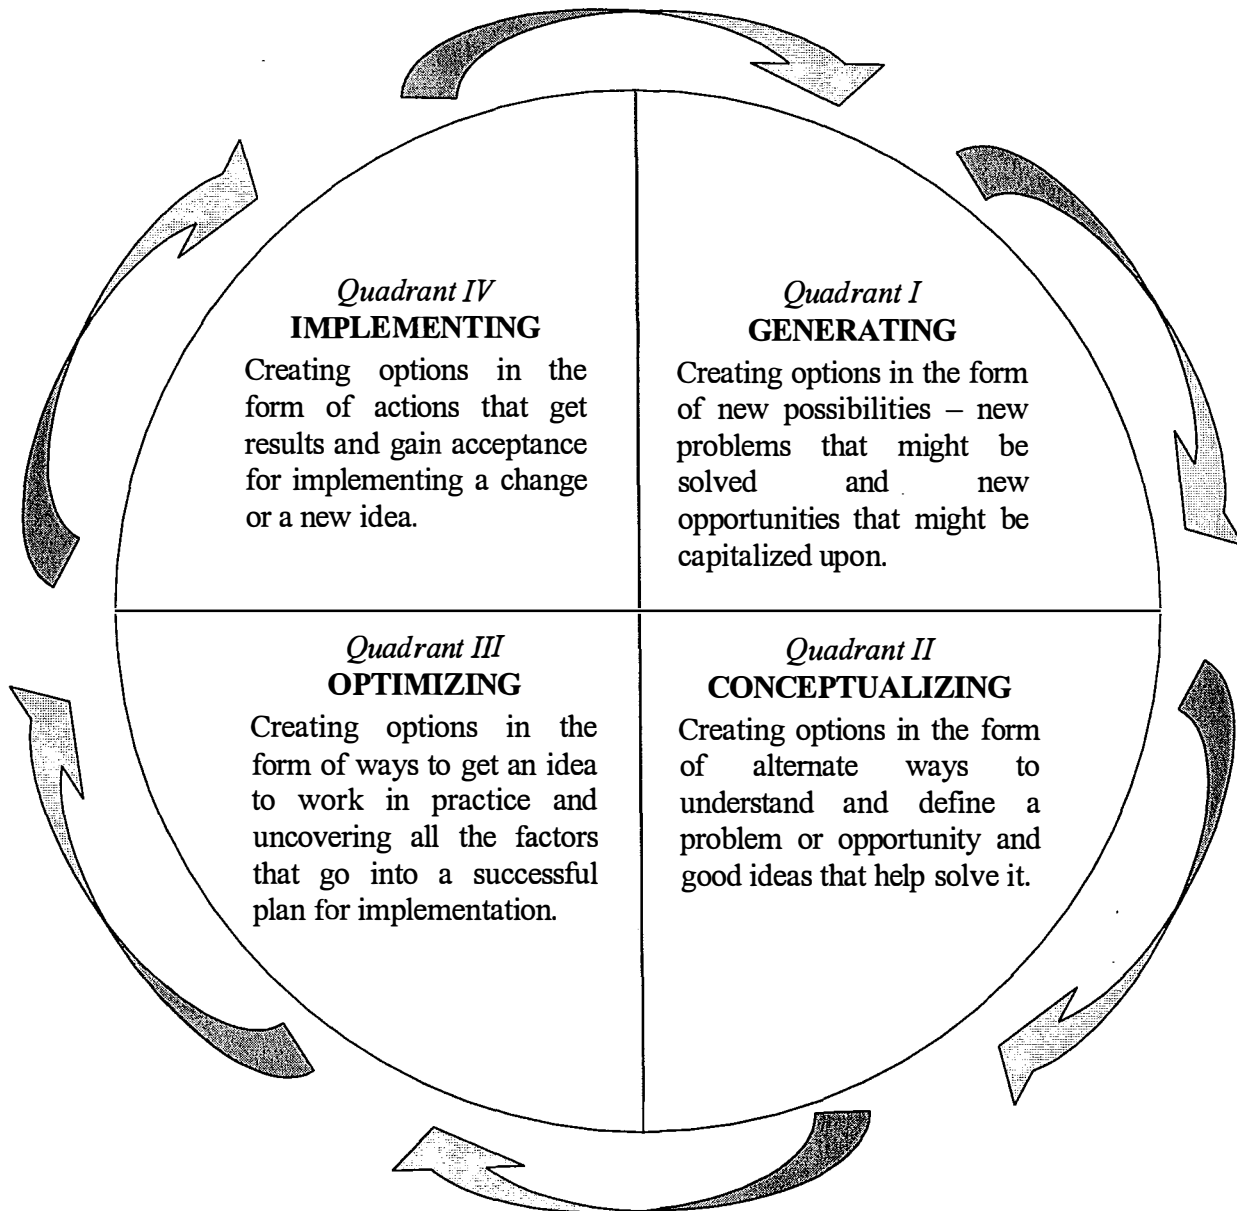 Quadrant IV
IMPLEMENTING
Creating options in the
form of actions that get
results and gain acceptance
for implementing a change
or a new idea.
Quadrant I
GENERATING
Creating options in the form
of new possibilities – new
problems that might be
solved and new
opportunities that might be
capitalized upon.
Quadrant III
OPTIMIZING
Creating options in the
form of ways to get an idea
to work in practice and
uncovering all the factors
that go into a successful
plan for implementation.
Quadrant II
CONCEPTUALIZING
Creating options in the form
of alternate ways to
understand and define a
problem or opportunity and
good ideas that help solve it.